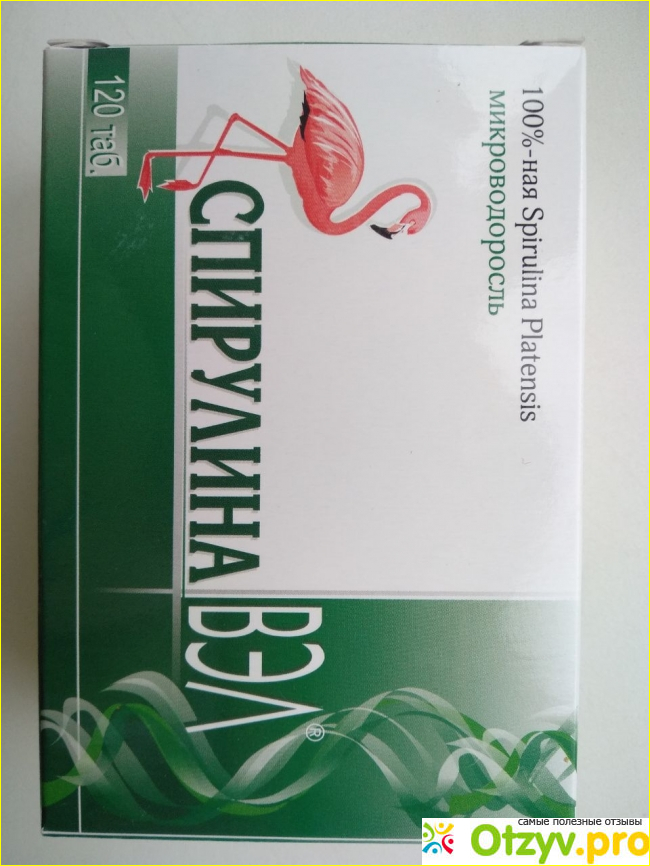 100%-ная Spirulina Platensis
микроводоросль
СПИРУЛИНА ВЭЛ®
120 таб.
самые полезные отзывы
Otzyv.pro